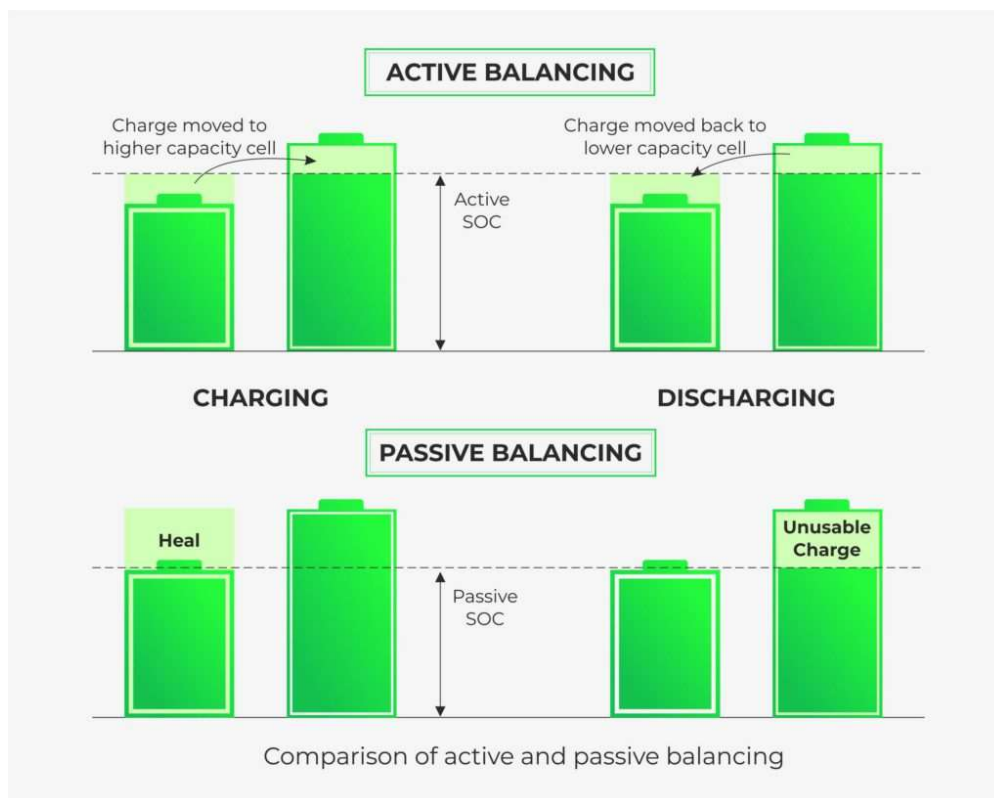 ACTIVE BALANCING
Charge moved to
higher capacity cell
Charge moved back to
lower capacity cell
Active
SOC
CHARGING
DISCHARGING
PASSIVE BALANCING
Heal
Unusable
Charge
Passive
SOC
Comparison of active and passive balancing